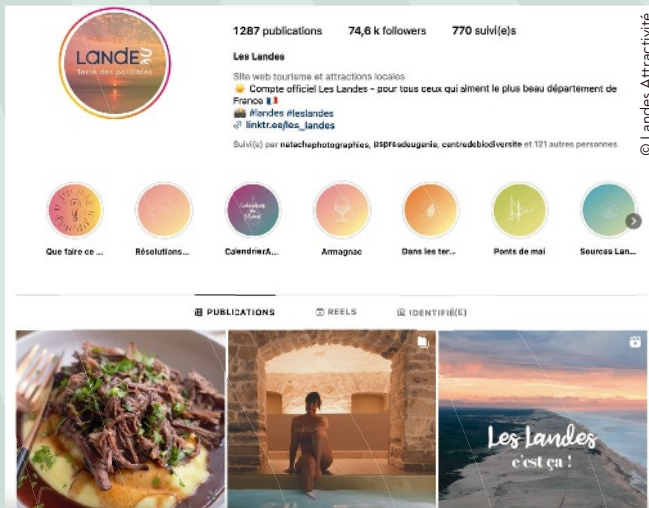 1287 publications 74,6 k followers 770 suivi(e)s
© Landes Attractivité
LANDES
Terre des possibles
Les Landes
Site web tourisme et attractions locales
☀️ Compte officiel Les Landes – pour tous ceux qui aiment le plus beau département de
France 🇫🇷
📸 #landes #leslandes
linktr.ee/les_landes
Suivi(e) par natachaphotographies, centredebiodiversite et 121 autres personnes
Que faire ce ... Résolutions... CalendrierA... Armagnac Dans les ter... Ponts de mai Sources Lan...
PUBLICATIONS REELS IDENTIFIÉ(E)
Les Landes
c'est ça !